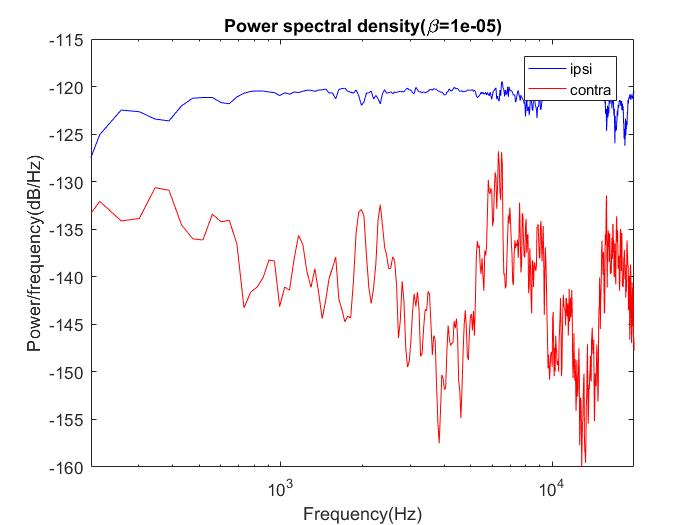 Power spectral density(β=1e-05)
-115
-120
-125
-130
-135
-140
-145
-150
-155
-160
Power/frequency(dB/Hz)
ipsi
contra
10³ 10⁴
Frequency(Hz)